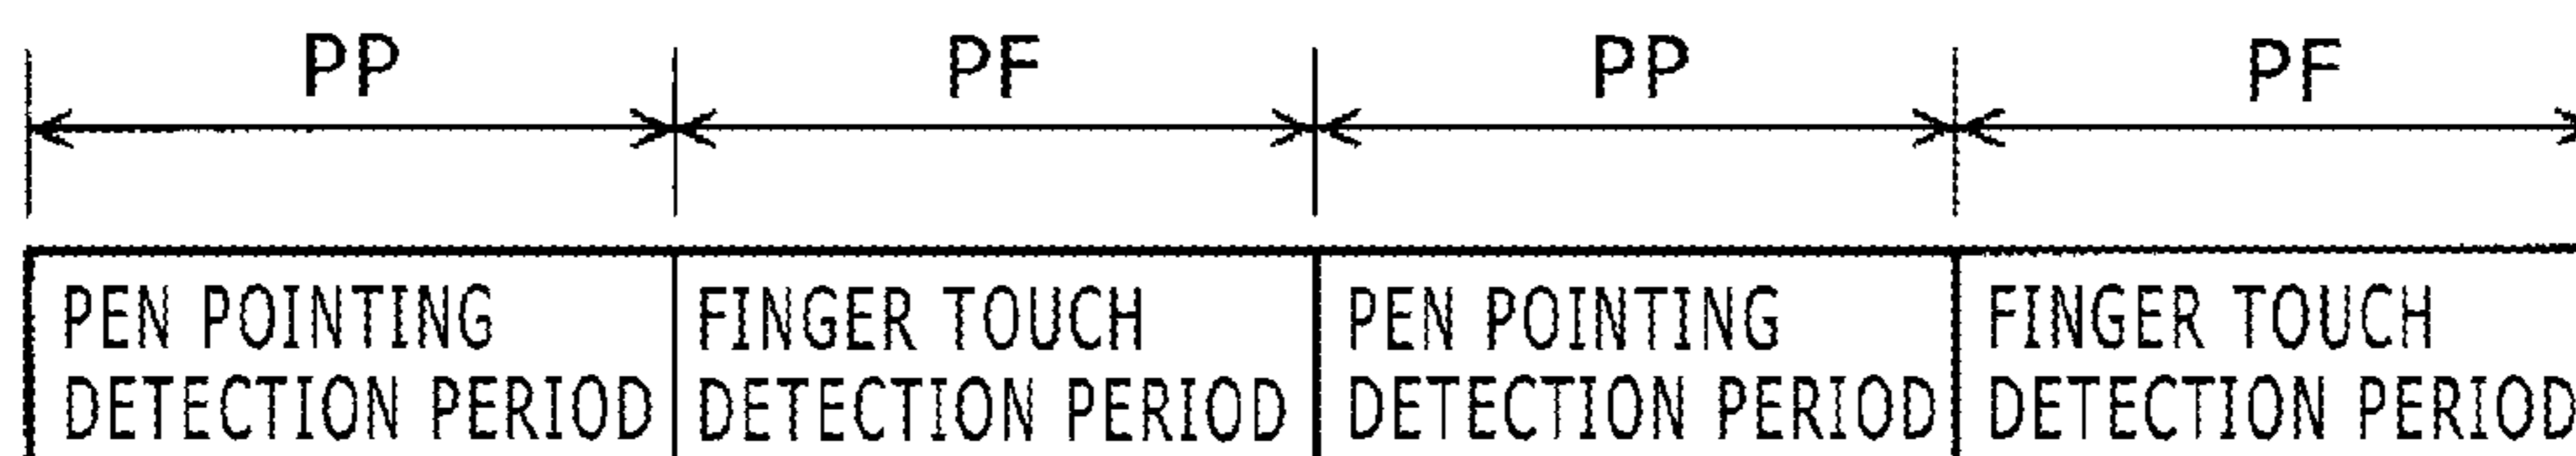 PP PF PP PF
PEN POINTING
DETECTION PERIOD
FINGER TOUCH
DETECTION PERIOD
PEN POINTING
DETECTION PERIOD
FINGER TOUCH
DETECTION PERIOD